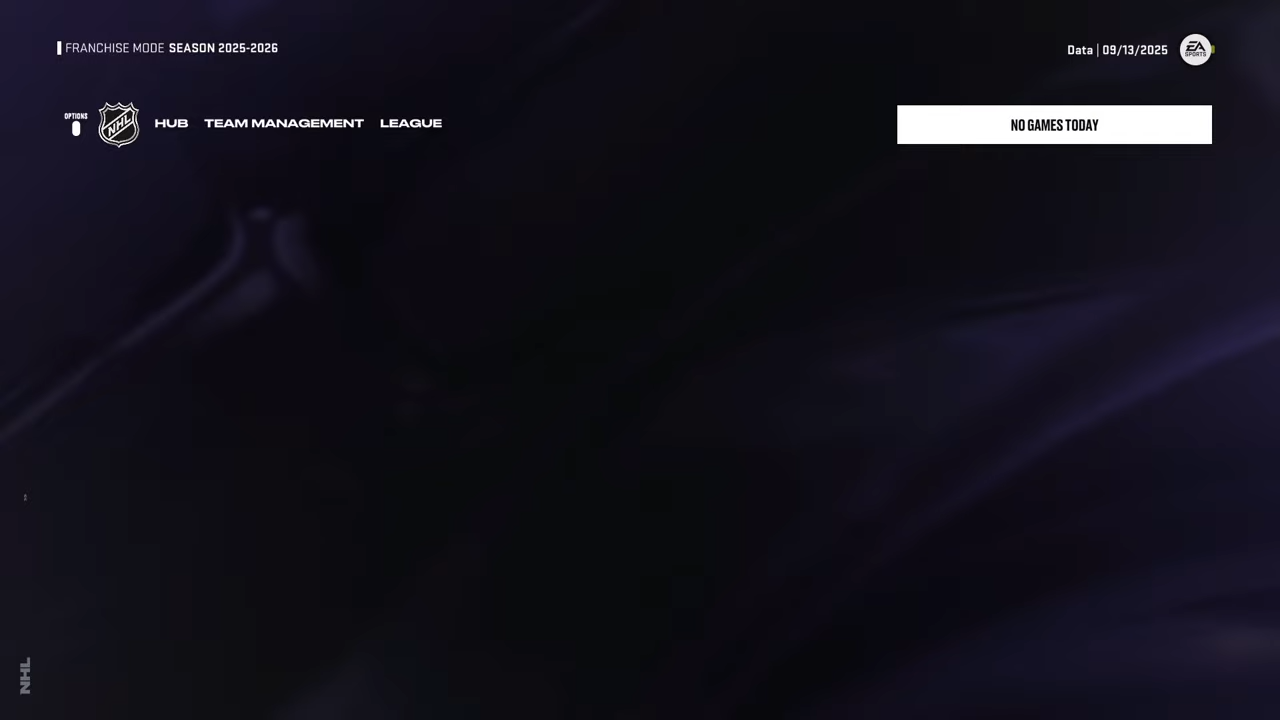 FRANCHISE MODE SEASON 2025-2026
Data | 09/13/2025
EA SPORTS
OPTIONS
NHL
HUB TEAM MANAGEMENT LEAGUE
NO GAMES TODAY
NHL